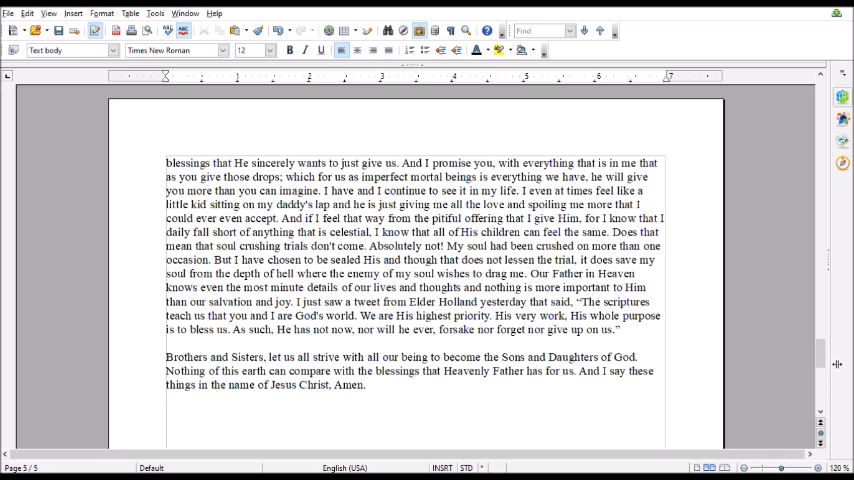 File Edit View Insert Format Table Tools Window Help
Find
Text body Times New Roman 12 B I U A
1 2 3 4 5 6 7
blessings that He sincerely wants to just give us. And I promise you, with everything that is in me that
as you give those drops; which for us as imperfect mortal beings is everything we have, he will give
you more than you can imagine. I have and I continue to see it in my life. I even at times feel like a
little kid sitting on my daddy's lap and he is just giving me all the love and spoiling me more that I
could ever even accept. And if I feel that way from the pitiful offering that I give Him, for I know that I
daily fall short of anything that is celestial, I know that all of His children can feel the same. Does that
mean that soul crushing trials don't come. Absolutely not! My soul had been crushed on more than one
occasion. But I have chosen to be sealed His and though that does not lessen the trial, it does save my
soul from the depth of hell where the enemy of my soul wishes to drag me. Our Father in Heaven
knows even the most minute details of our lives and thoughts and nothing is more important to Him
than our salvation and joy. I just saw a tweet from Elder Holland yesterday that said, “The scriptures
teach us that you and I are God's world. We are His highest priority. His very work, His whole purpose
is to bless us. As such, He has not now, nor will he ever, forsake nor forget nor give up on us.”
Brothers and Sisters, let us all strive with all our being to become the Sons and Daughters of God.
Nothing of this earth can compare with the blessings that Heavenly Father has for us. And I say these
things in the name of Jesus Christ, Amen.
Page 5 / 5 Default English (USA) INSRT STD * 120 %